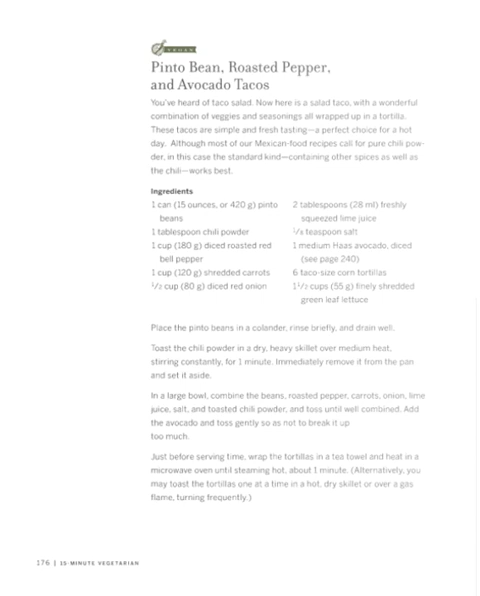 VEGAN
Pinto Bean, Roasted Pepper,
and Avocado Tacos
You've heard of taco salad. Now here is a salad taco, with a wonderful
combination of veggies and seasonings all wrapped up in a tortilla.
These tacos are simple and fresh tasting—a perfect choice for a hot
day. Although most of our Mexican-food recipes call for pure chili pow-
der, in this case the standard kind—containing other spices as well as
the chili—works best.
Ingredients
1 can (15 ounces, or 420 g) pinto
beans
1 tablespoon chili powder
1 cup (180 g) diced roasted red
bell pepper
1 cup (120 g) shredded carrots
1/2 cup (80 g) diced red onion
2 tablespoons (28 ml) freshly
squeezed lime juice
teaspoon salt
1 medium Haas avocado, diced
(see page 240)
6 taco-size corn tortillas
1 1/2 cups (55 g) finely shredded
green leaf lettuce
Place the pinto beans in a colander, rinse briefly, and drain well.
Toast the chili powder in a dry, heavy skillet over medium heat,
stirring constantly, for 1 minute. Immediately remove it from the pan
and set it aside.
In a large bowl, combine the beans, roasted pepper, carrots, onion, lime
juice, salt, and toasted chili powder, and toss until well combined. Add
the avocado and toss gently so as not to break it up
too much.
Just before serving time, wrap the tortillas in a tea towel and heat in a
microwave oven until steaming hot, about 1 minute. (Alternatively, you
may toast the tortillas one at a time in a hot, dry skillet or over a gas
flame, turning frequently.)
176 | 15-MINUTE VEGETARIAN